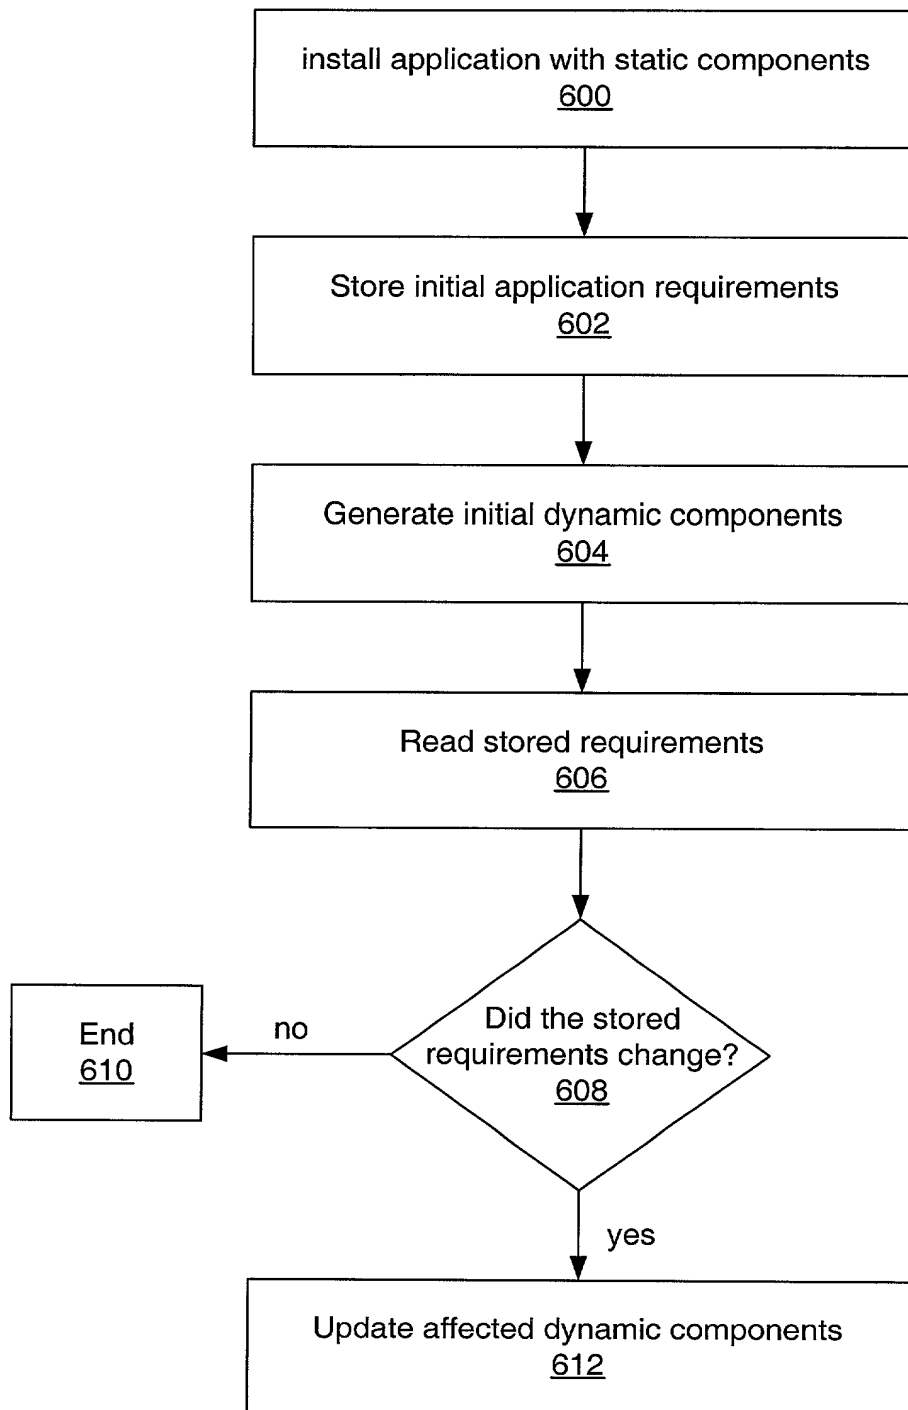 install application with static components
600
Store initial application requirements
602
Generate initial dynamic components
604
Read stored requirements
606
Did the stored
requirements change?
608
no
End
610
yes
Update affected dynamic components
612